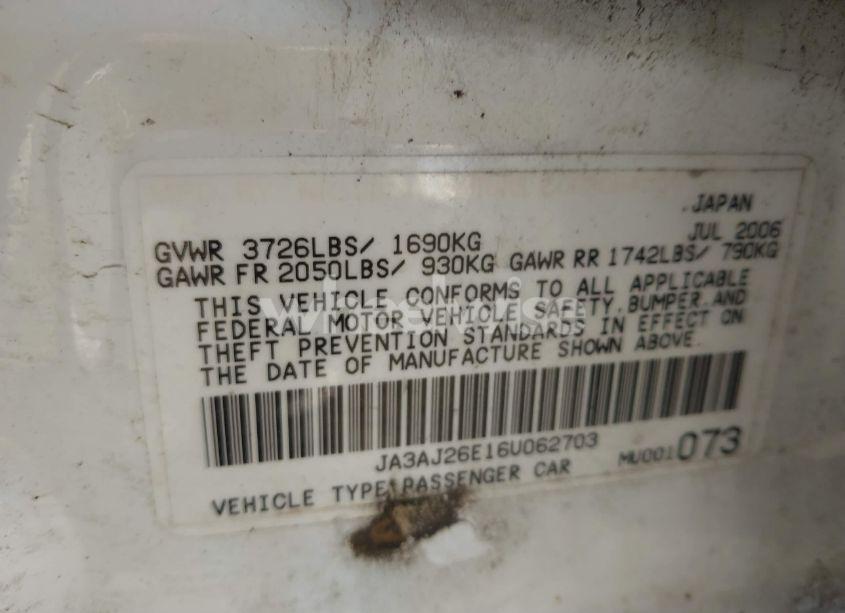 JAPAN
JUL 2006
GVWR 3726LBS/ 1690KG
GAWR FR 2050LBS/ 930KG GAWR RR 1742LBS/ 790KG
THIS VEHICLE CONFORMS TO ALL APPLICABLE
FEDERAL MOTOR VEHICLE SAFETY, BUMPER, AND
THEFT PREVENTION STANDARDS IN EFFECT ON
THE DATE OF MANUFACTURE SHOWN ABOVE.
JA3AJ26E16U062703
VEHICLE TYPE PASSENGER CAR MU001073